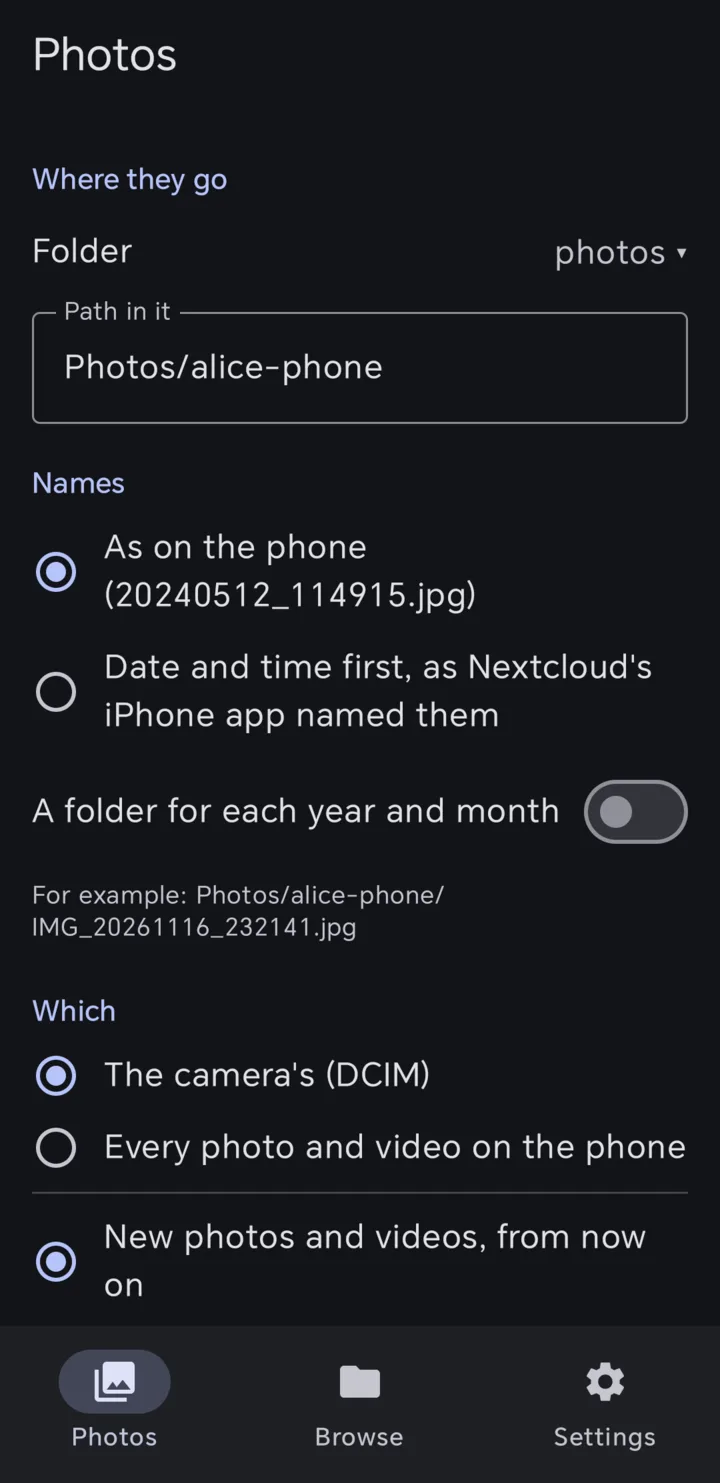 Photos
Where they go
Folder
photos ▾
Path in it
Photos/alice-phone
Names
As on the phone
(20240512_114915.jpg)
Date and time first, as Nextcloud's
iPhone app named them
A folder for each year and month
For example: Photos/alice-phone/
IMG_20261116_232141.jpg
Which
The camera's (DCIM)
Every photo and video on the phone
New photos and videos, from now
on
Photos
Browse
Settings